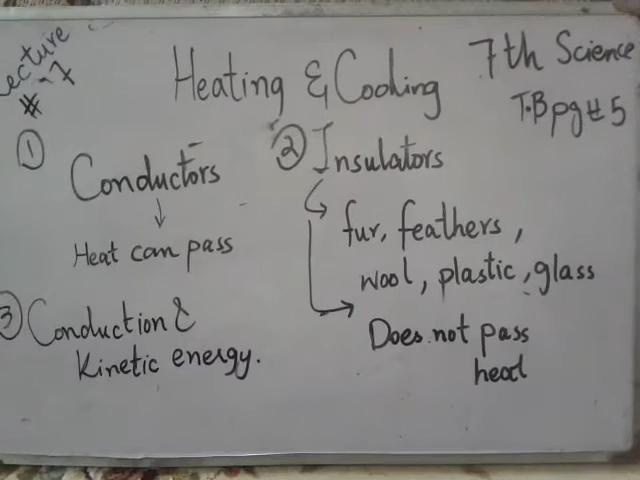 Lecture # 7
Heating & Cooling
7th Science
T.B pg # 5
① Conductors
↓
Heat can pass
② Insulators
fur, feathers,
wool, plastic, glass
Does not pass
heat
③ Conduction &
Kinetic energy.